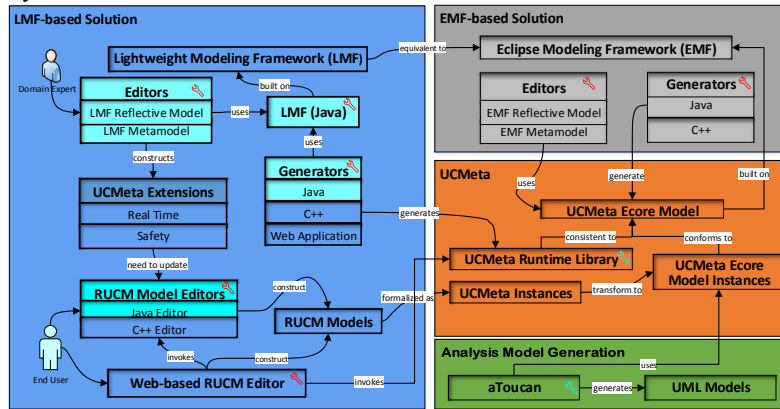 LMF-based Solution
EMF-based Solution
Lightweight Modeling Framework (LMF)
equivalent to
Eclipse Modeling Framework (EMF)
Domain Expert
built on
Editors
LMF Reflective Model
LMF Metamodel
uses
LMF (Java)
Editors
EMF Reflective Model
EMF Metamodel
Generators
Java
C++
constructs
uses
UCMeta Extensions
Real Time
Safety
Generators
Java
C++
Web Application
UCMeta
uses
generate
built on
UCMeta Ecore Model
generates
consistent to
conforms to
need to update
UCMeta Runtime Library
UCMeta Ecore
Model Instances
RUCM Model Editors
Java Editor
C++ Editor
construct
RUCM Models
formalized as
UCMeta Instances
transform to
End User
invokes
construct
Web-based RUCM Editor
invokes
Analysis Model Generation
uses
aToucan
generates
UML Models